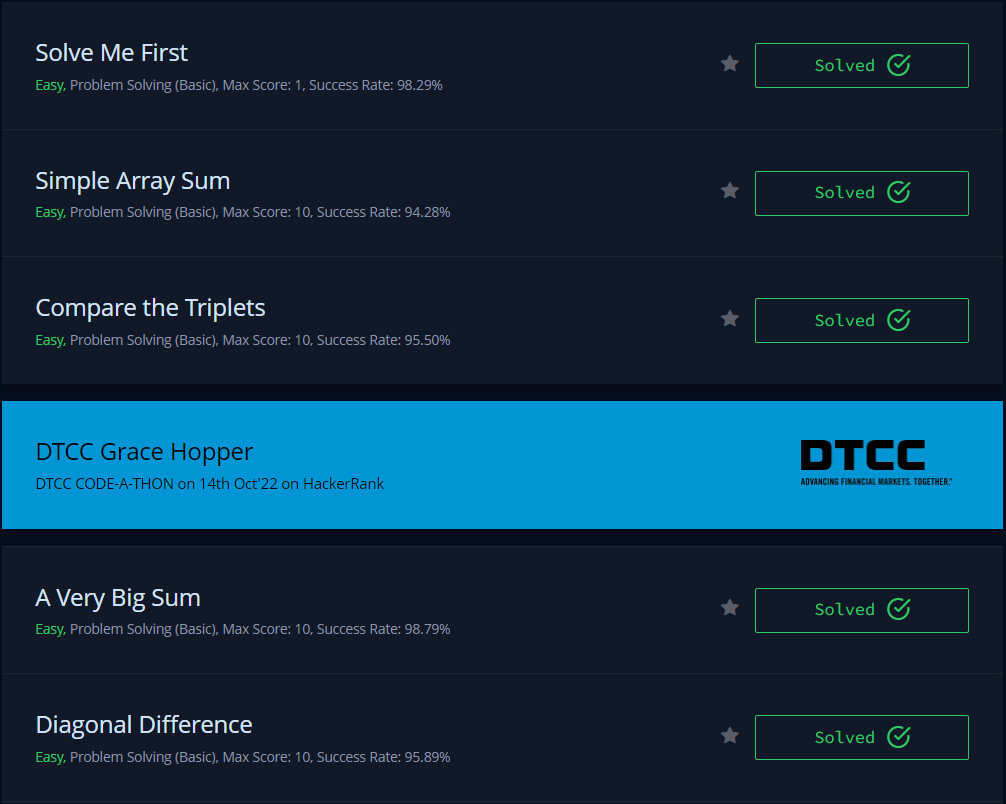 Solve Me First
Easy, Problem Solving (Basic), Max Score: 1, Success Rate: 98.29%
Solved
Simple Array Sum
Easy, Problem Solving (Basic), Max Score: 10, Success Rate: 94.28%
Solved
Compare the Triplets
Easy, Problem Solving (Basic), Max Score: 10, Success Rate: 95.50%
Solved
DTCC Grace Hopper
DTCC CODE-A-THON on 14th Oct'22 on HackerRank
DTCC
ADVANCING FINANCIAL MARKETS. TOGETHER.™
A Very Big Sum
Easy, Problem Solving (Basic), Max Score: 10, Success Rate: 98.79%
Solved
Diagonal Difference
Easy, Problem Solving (Basic), Max Score: 10, Success Rate: 95.89%
Solved